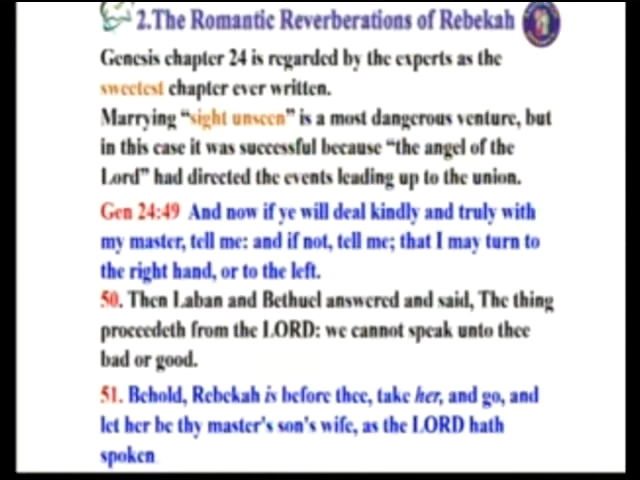 2.The Romantic Reverberations of Rebekah
Genesis chapter 24 is regarded by the experts as the
sweetest chapter ever written.
Marrying “sight unseen” is a most dangerous venture, but
in this case it was successful because “the angel of the
Lord” had directed the events leading up to the union.
Gen 24:49 And now if ye will deal kindly and truly with
my master, tell me: and if not, tell me; that I may turn to
the right hand, or to the left.
50. Then Laban and Bethuel answered and said, The thing
proceedeth from the LORD: we cannot speak unto thee
bad or good.
51. Behold, Rebekah is before thee, take her, and go, and
let her be thy master’s son’s wife, as the LORD hath
spoken